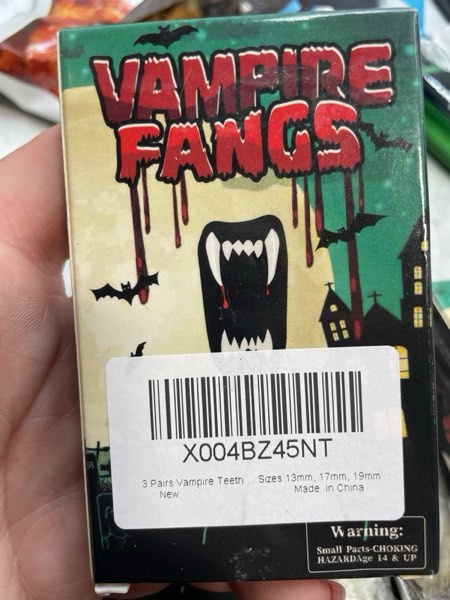 VAMPIRE
FANGS
X004BZ45NT
3 Pairs Vampire Teeth ... Sizes 13mm, 17mm, 19mm
New
Made in China
Warning:
Small Parts-CHOKING
HAZARDAge 14 & UP